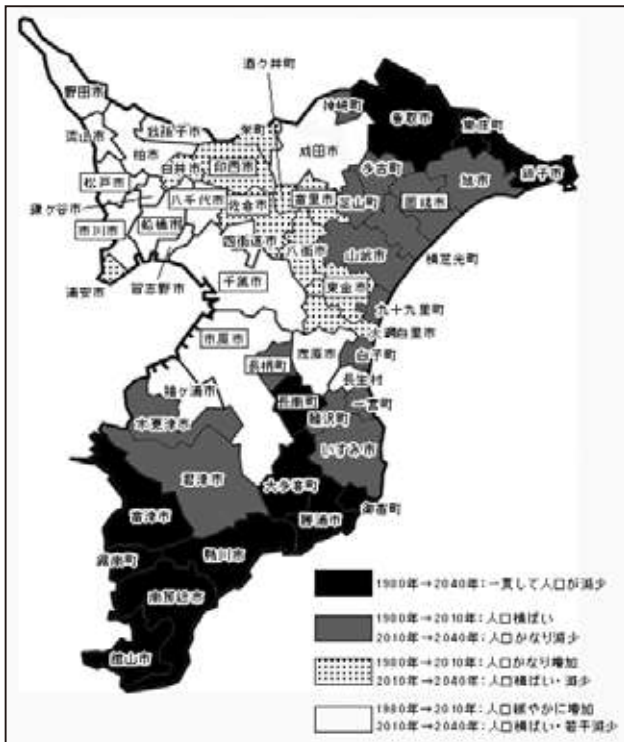 酒々井町
野田市
神崎町
香取市
東庄町
我孫子市
栄町
流山市
柏市
成田市
白井市
印西市
多古町
旭市
銚子市
松戸市
鎌ケ谷市
八千代市
佐倉市
富里市
芝山町
匝瑳市
市川市
船橋市
四街道市
八街市
山武市
横芝光町
浦安市
習志野市
千葉市
東金市
九十九里町
大網白里市
市原市
茂原市
白子町
長柄町
長生村
袖ケ浦市
長南町
一宮町
木更津市
睦沢町
いすみ市
君津市
大多喜町
御宿町
富津市
勝浦市
鴨川市
鋸南町
南房総市
館山市
1980年→2040年：一貫して人口が減少
1980年→2010年：人口横ばい
2010年→2040年：人口かなり減少
1980年→2010年：人口かなり増加
2010年→2040年：人口横ばい・減少
1980年→2010年：人口緩やかに増加
2010年→2040年：人口横ばい・若干減少